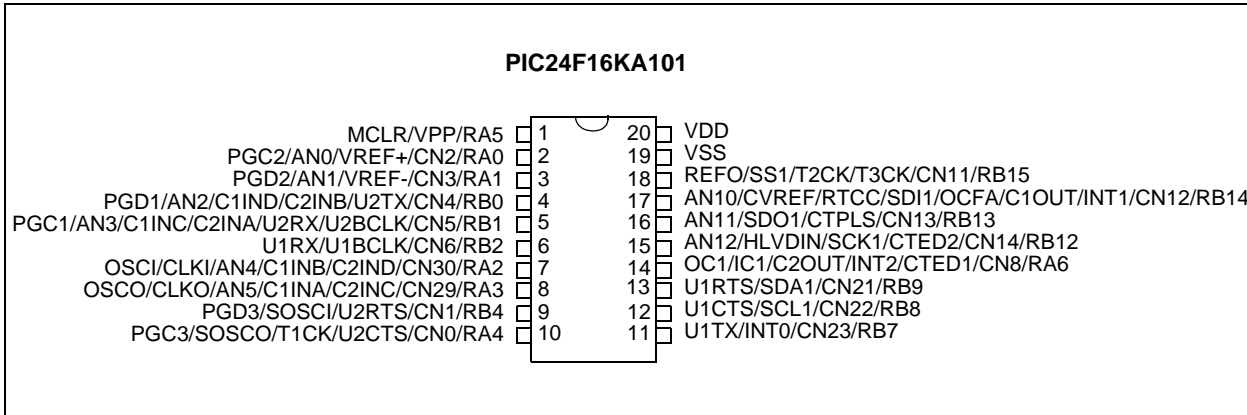 PIC24F16KA101
MCLR/VPP/RA5 1
PGC2/AN0/VREF+/CN2/RA0 2
PGD2/AN1/VREF-/CN3/RA1 3
PGD1/AN2/C1IND/C2INB/U2TX/CN4/RB0 4
PGC1/AN3/C1INC/C2INA/U2RX/U2BCLK/CN5/RB1 5
U1RX/U1BCLK/CN6/RB2 6
OSCI/CLKI/AN4/C1INB/C2IND/CN30/RA2 7
OSCO/CLKO/AN5/C1INA/C2INC/CN29/RA3 8
PGD3/SOSCI/U2RTS/CN1/RB4 9
PGC3/SOSCO/T1CK/U2CTS/CN0/RA4 10
20 VDD
19 VSS
18 REFO/SS1/T2CK/T3CK/CN11/RB15
17 AN10/CVREF/RTCC/SDI1/OCFA/C1OUT/INT1/CN12/RB14
16 AN11/SDO1/CTPLS/CN13/RB13
15 AN12/HLVDIN/SCK1/CTED2/CN14/RB12
14 OC1/IC1/C2OUT/INT2/CTED1/CN8/RA6
13 U1RTS/SDA1/CN21/RB9
12 U1CTS/SCL1/CN22/RB8
11 U1TX/INT0/CN23/RB7